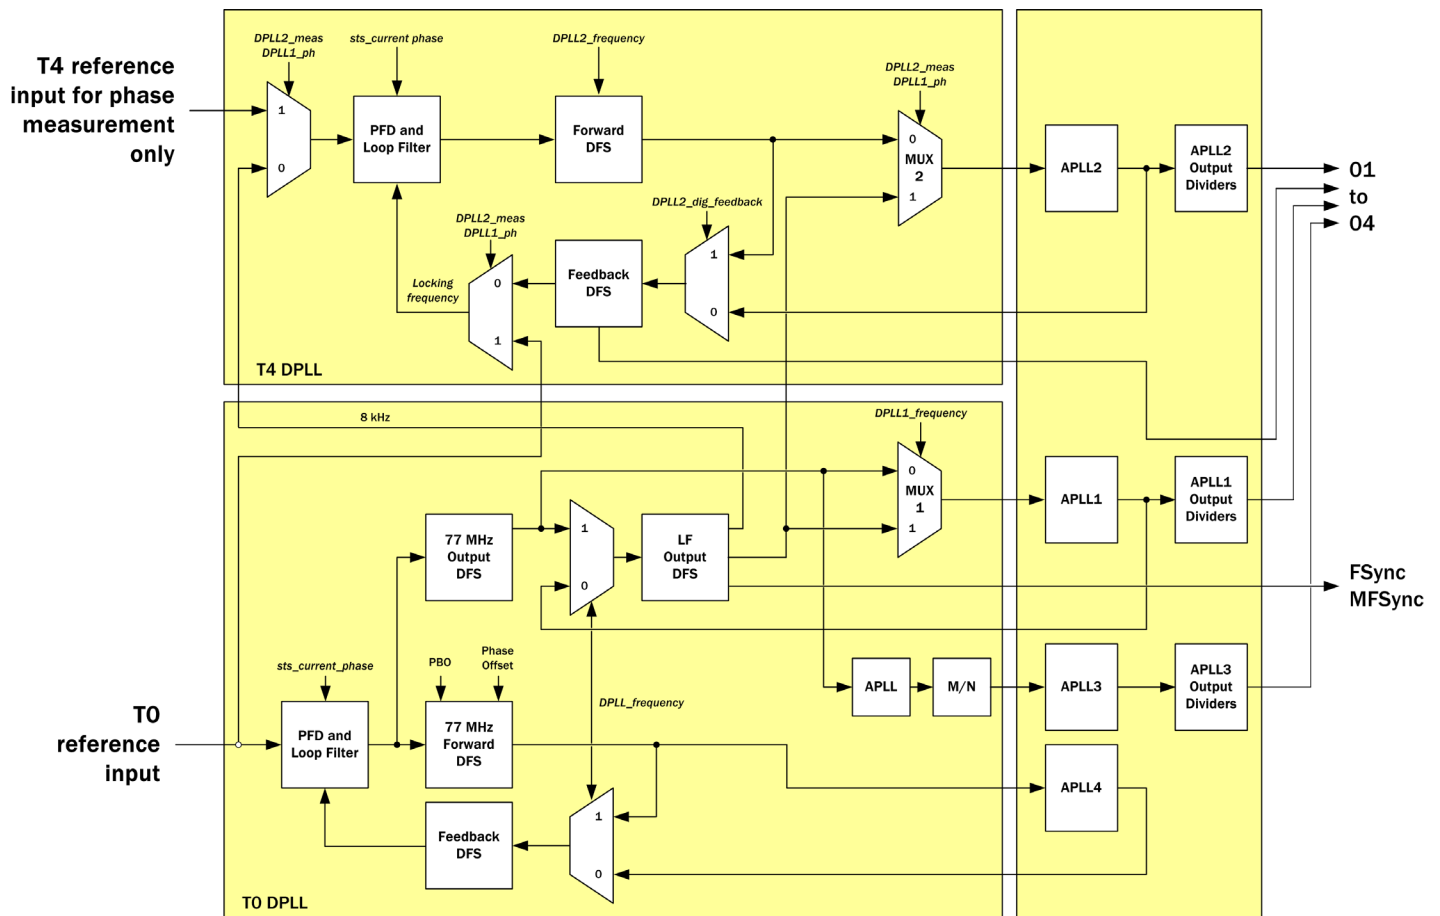 DPLL2_meas
DPLL1_ph
sts_current phase
DPLL2_frequency
T4 reference
input for phase
measurement
only
1
0
PFD and
Loop Filter
Forward
DFS
DPLL2_meas
DPLL1_ph
0
MUX
2
1
APLL2
APLL2
Output
Dividers
O1
to
O4
DPLL2_meas
DPLL1_ph
Locking
frequency
0
1
Feedback
DFS
DPLL2_dig_feedback
1
0
T4 DPLL
8 kHz
DPLL1_frequency
0
MUX
1
1
APLL1
APLL1
Output
Dividers
77 MHz
Output
DFS
1
0
LF
Output
DFS
FSync
MFSync
sts_current_phase
PBO
Phase
Offset
DPLL_frequency
APLL
M/N
APLL3
APLL3
Output
Dividers
T0
reference
input
PFD and
Loop Filter
77 MHz
Forward
DFS
APLL4
Feedback
DFS
1
0
T0 DPLL